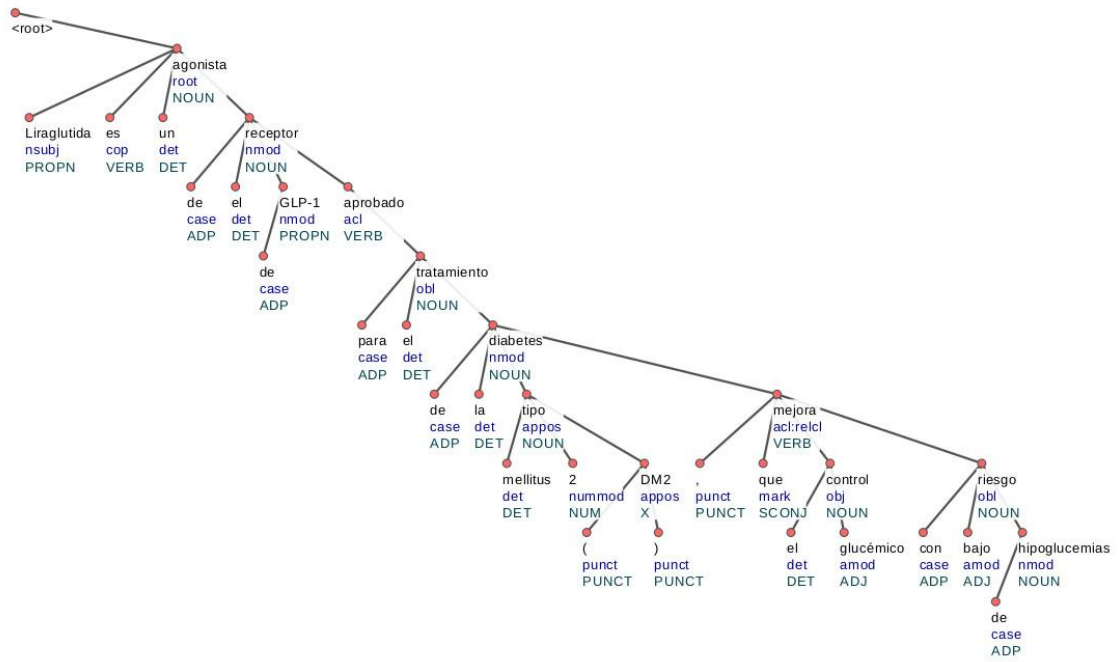 <root>
agonista
root
NOUN
Liraglutida es un receptor
nsubj cop det nmod
PROPN VERB DET NOUN
de el GLP-1 aprobado
case det nmod acl
ADP DET PROPN VERB
de tratamiento
case obl
ADP NOUN
para el diabetes
case det nmod
ADP DET NOUN
de la tipo mejora
case det appos acl:relcl
ADP DET NOUN VERB
mellitus 2 DM2 , que control riesgo
det nummod appos punct mark obj obl
DET NUM X PUNCT SCONJ NOUN NOUN
( ) el glucémico con bajo hipoglucemias
punct punct det amod case amod nmod
PUNCT PUNCT DET ADJ ADP ADJ NOUN
de
case
ADP